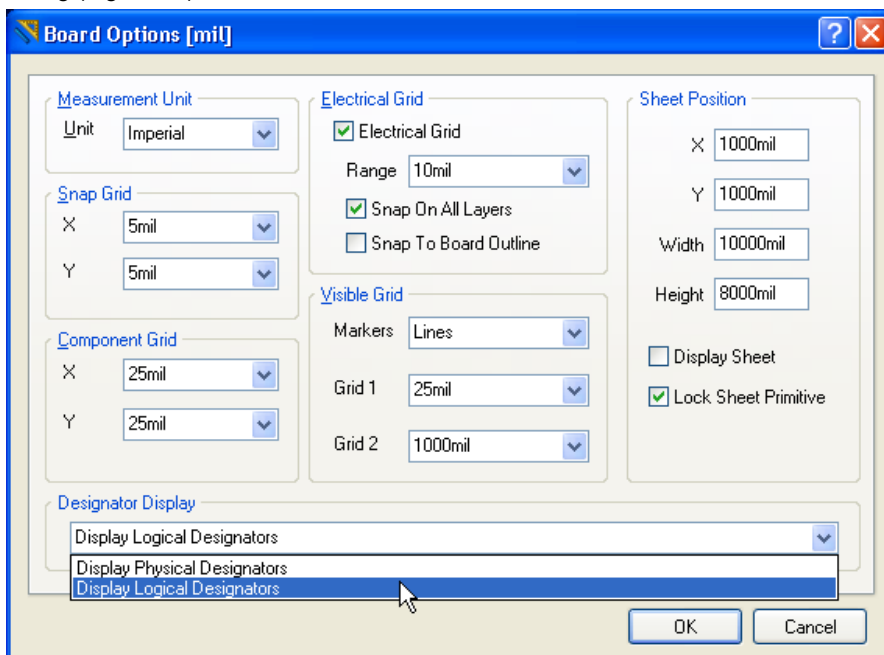 Board Options [mil]
Measurement Unit
Unit Imperial
Snap Grid
X 5mil
Y 5mil
Component Grid
X 25mil
Y 25mil
Electrical Grid
Electrical Grid
Range 10mil
Snap On All Layers
Snap To Board Outline
Visible Grid
Markers Lines
Grid 1 25mil
Grid 2 1000mil
Sheet Position
X 1000mil
Y 1000mil
Width 10000mil
Height 8000mil
Display Sheet
Lock Sheet Primitive
Designator Display
Display Logical Designators
Display Physical Designators
Display Logical Designators
OK Cancel